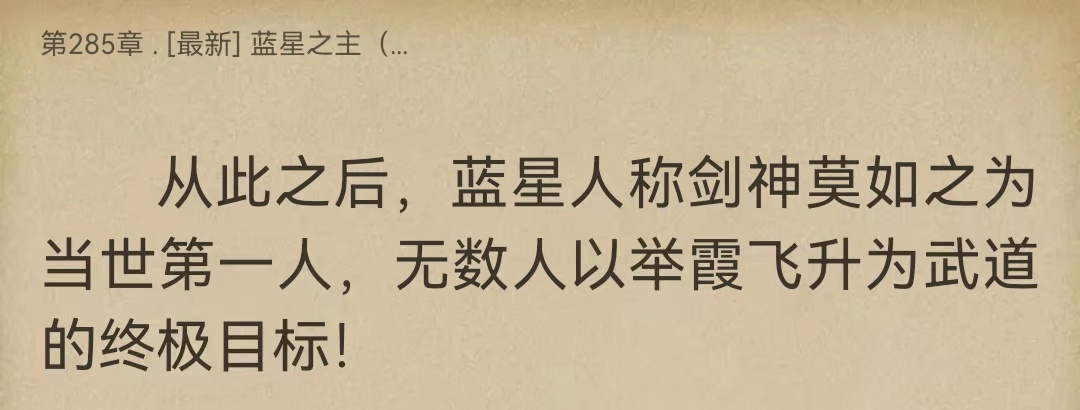 第285章 . [最新] 蓝星之主（...
从此之后，蓝星人称剑神莫如之为
当世第一人，无数人以举霞飞升为武道
的终极目标!